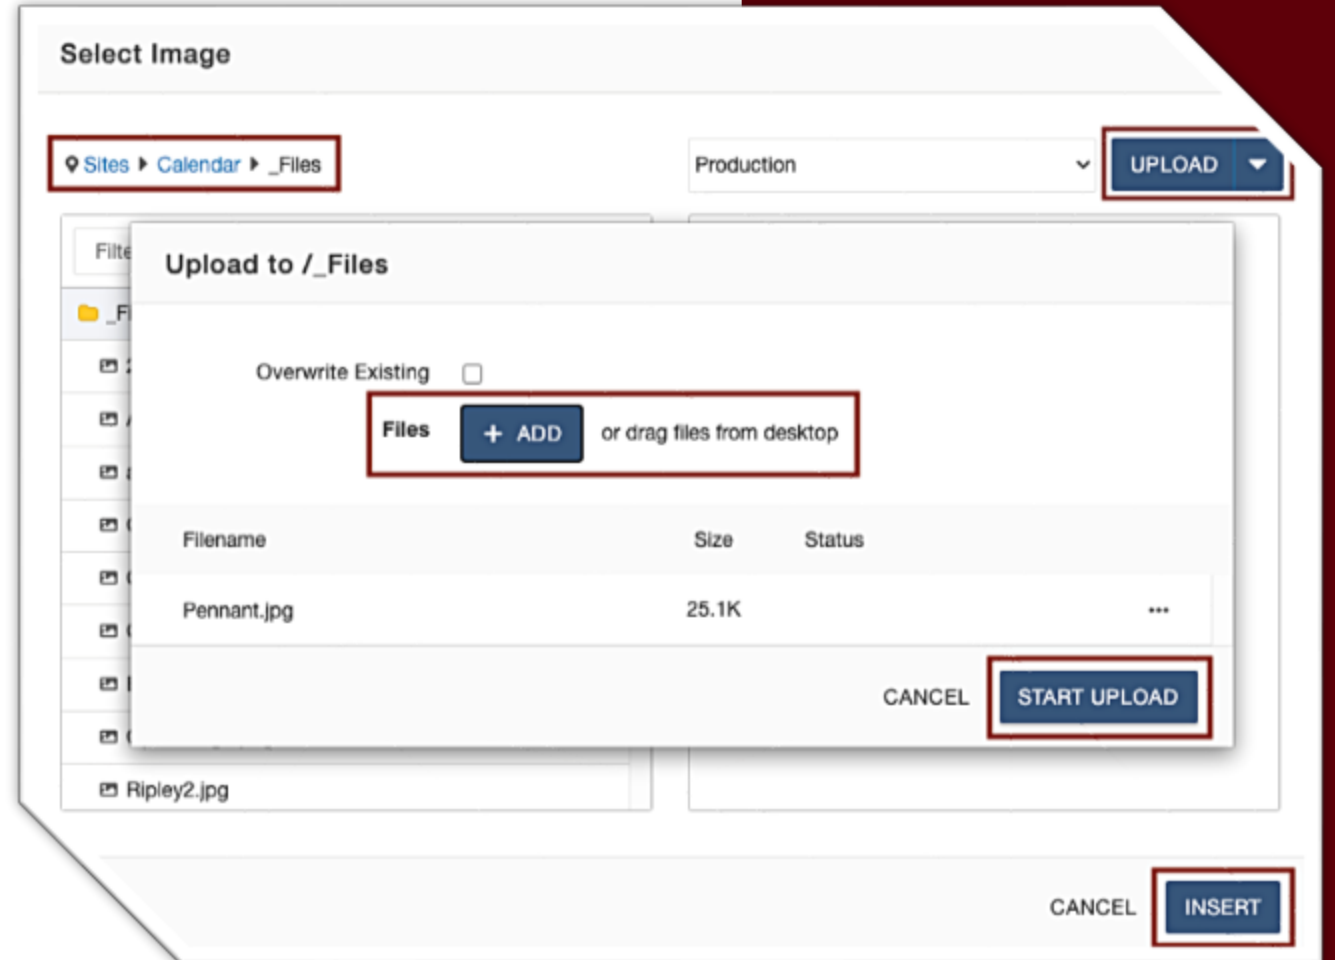 Select Image
Sites Calendar _Files
Production
UPLOAD
Upload to /_Files
Overwrite Existing
Files + ADD or drag files from desktop
Filename Size Status
Pennant.jpg 25.1K ...
CANCEL START UPLOAD
Ripley2.jpg
CANCEL INSERT